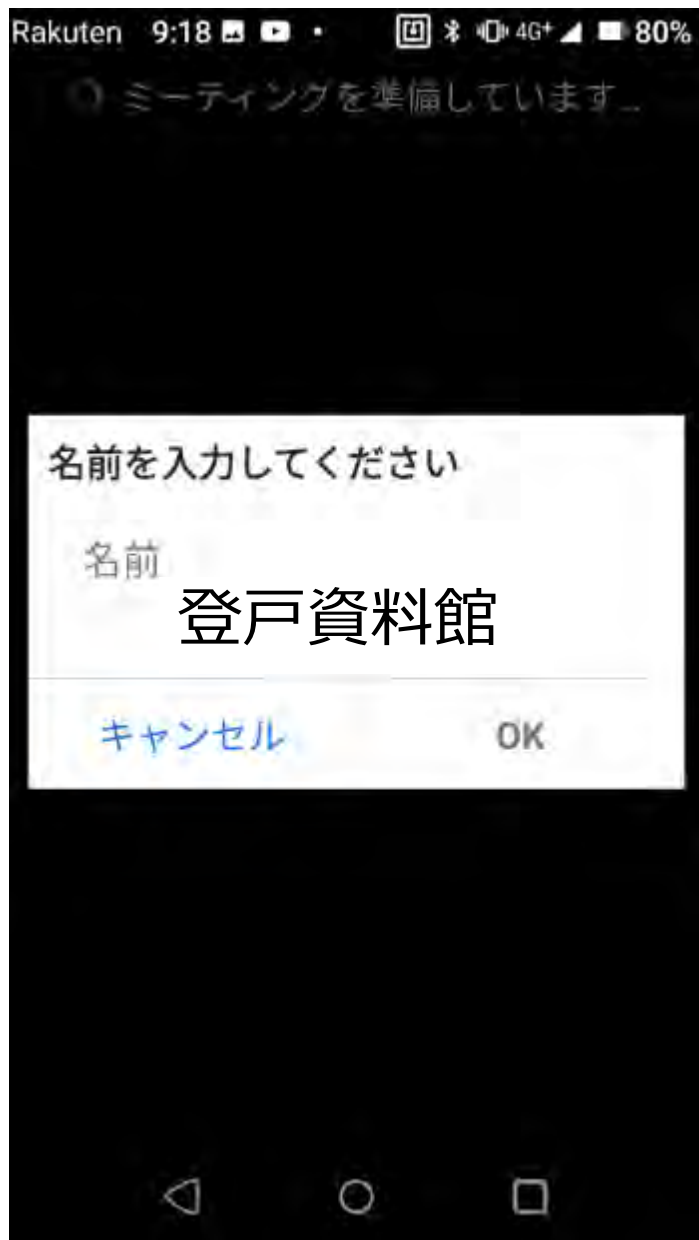 Rakuten 9:18 4G+ 80%
ミーティングを準備しています...
名前を入力してください
名前
登戸資料館
キャンセル OK